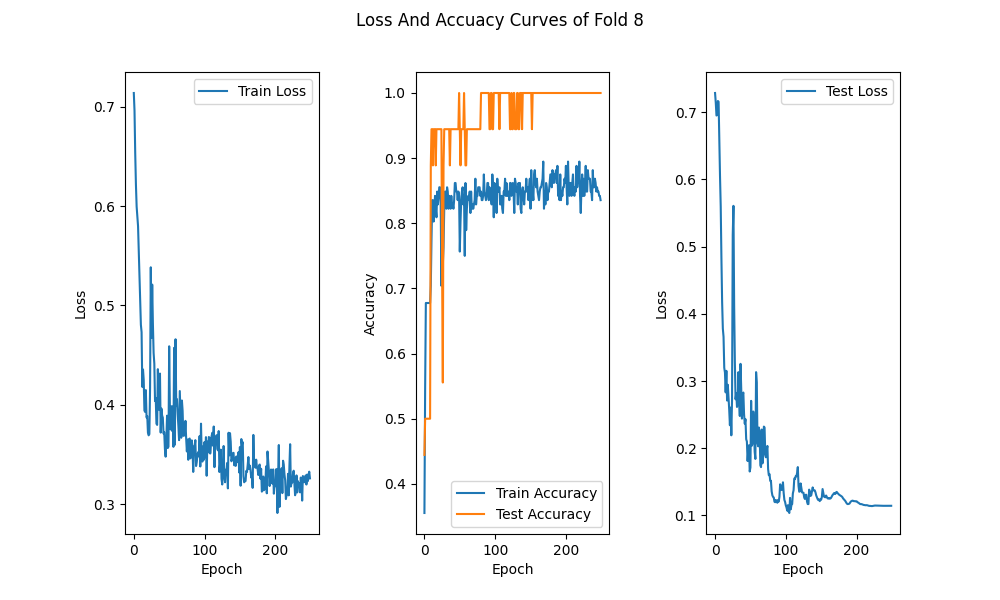 Loss And Accuacy Curves of Fold 8
Train Loss
0.7
0.6
0.5
0.4
0.3
Loss
0
100
200
Epoch
1.0
0.9
0.8
0.7
0.6
0.5
0.4
Accuracy
Train Accuracy
Test Accuracy
0
100
200
Epoch
Test Loss
0.7
0.6
0.5
0.4
0.3
0.2
0.1
Loss
0
100
200
Epoch